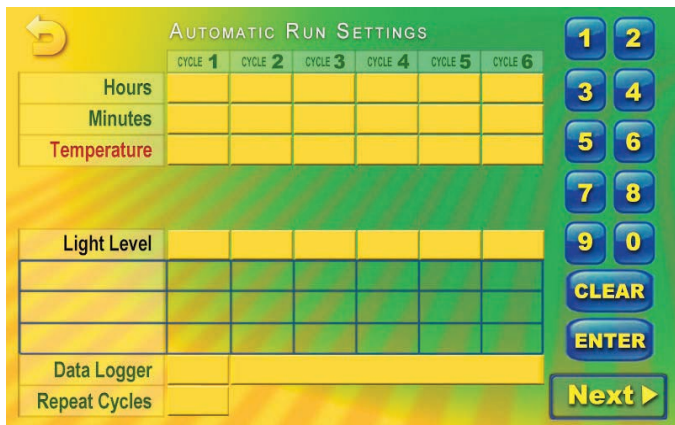 AUTOMATIC RUN SETTINGS
CYCLE 1 CYCLE 2 CYCLE 3 CYCLE 4 CYCLE 5 CYCLE 6
Hours
Minutes
Temperature
Light Level
Data Logger
Repeat Cycles
1 2
3 4
5 6
7 8
9 0
CLEAR
ENTER
Next